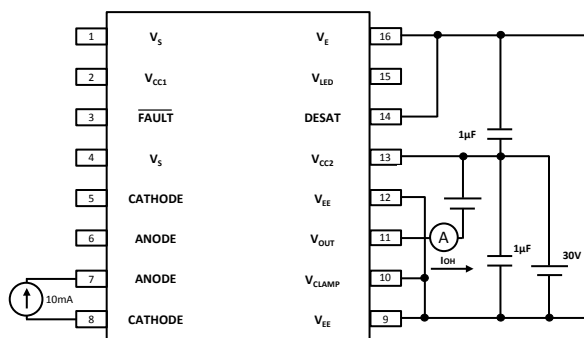 1 V_S V_E 16
2 V_CC1 V_LED 15
3 FAULT DESAT 14
4 V_S V_CC2 13
5 CATHODE V_EE 12
6 ANODE V_OUT 11
7 ANODE V_CLAMP 10
8 CATHODE V_EE 9
10mA
1µF
A
I_OH
1µF
30V